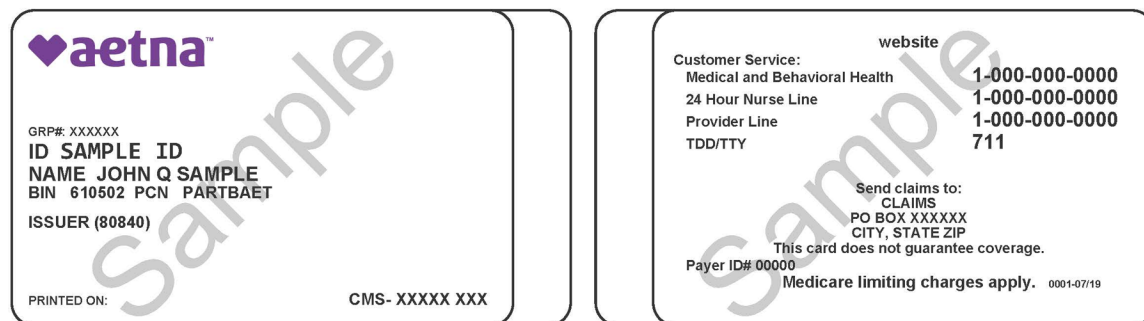 aetna™
GRP#: XXXXXX
ID SAMPLE ID
NAME JOHN Q SAMPLE
BIN 610502 PCN PARTBAET
ISSUER (80840)
PRINTED ON:
CMS- XXXXX XXX
Sample
website
Customer Service:
Medical and Behavioral Health 1-000-000-0000
24 Hour Nurse Line 1-000-000-0000
Provider Line 1-000-000-0000
TDD/TTY 711
Send claims to:
CLAIMS
PO BOX XXXXXX
CITY, STATE ZIP
This card does not guarantee coverage.
Payer ID# 00000
Medicare limiting charges apply. 0001-07/19
Sample